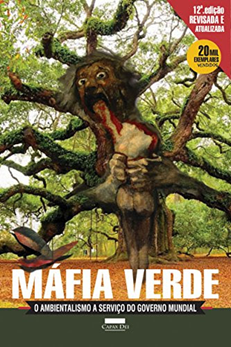 12ª.edição
REVISADA E
ATUALIZADA
20
MIL
EXEMPLARES
VENDIDOS
MÁFIA VERDE
O AMBIENTALISMO A SERVIÇO DO GOVERNO MUNDIAL
CAPAX DEI